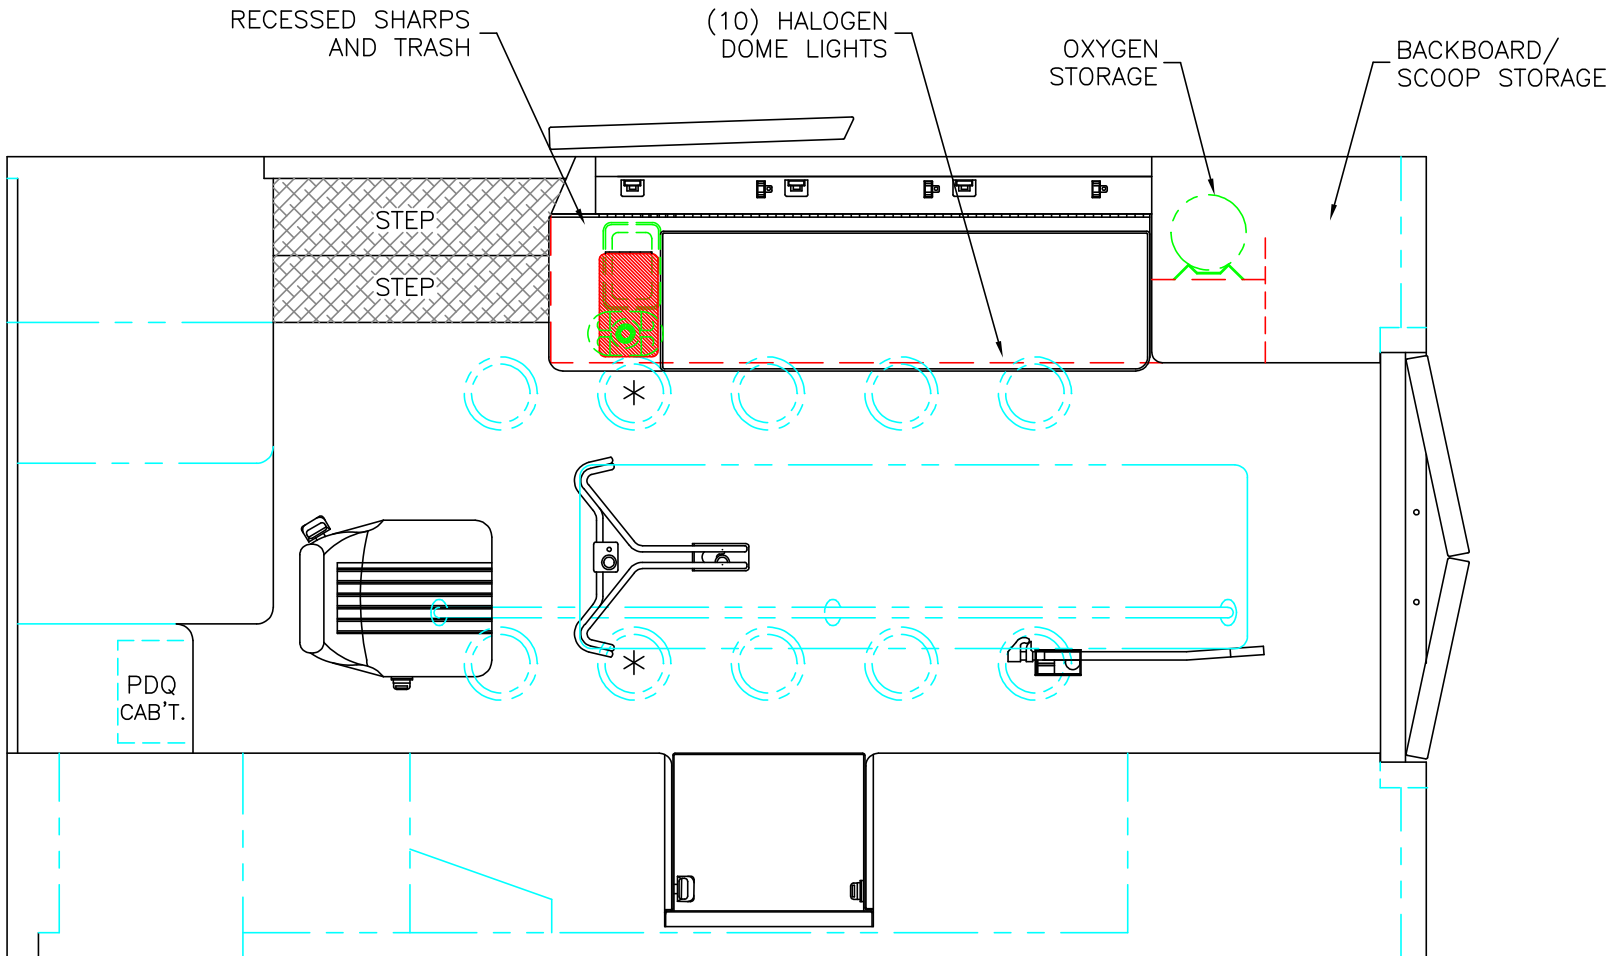 RECESSED SHARPS
AND TRASH
(10) HALOGEN
DOME LIGHTS
OXYGEN
STORAGE
BACKBOARD/
SCOOP STORAGE
STEP
STEP
PDQ
CAB'T.